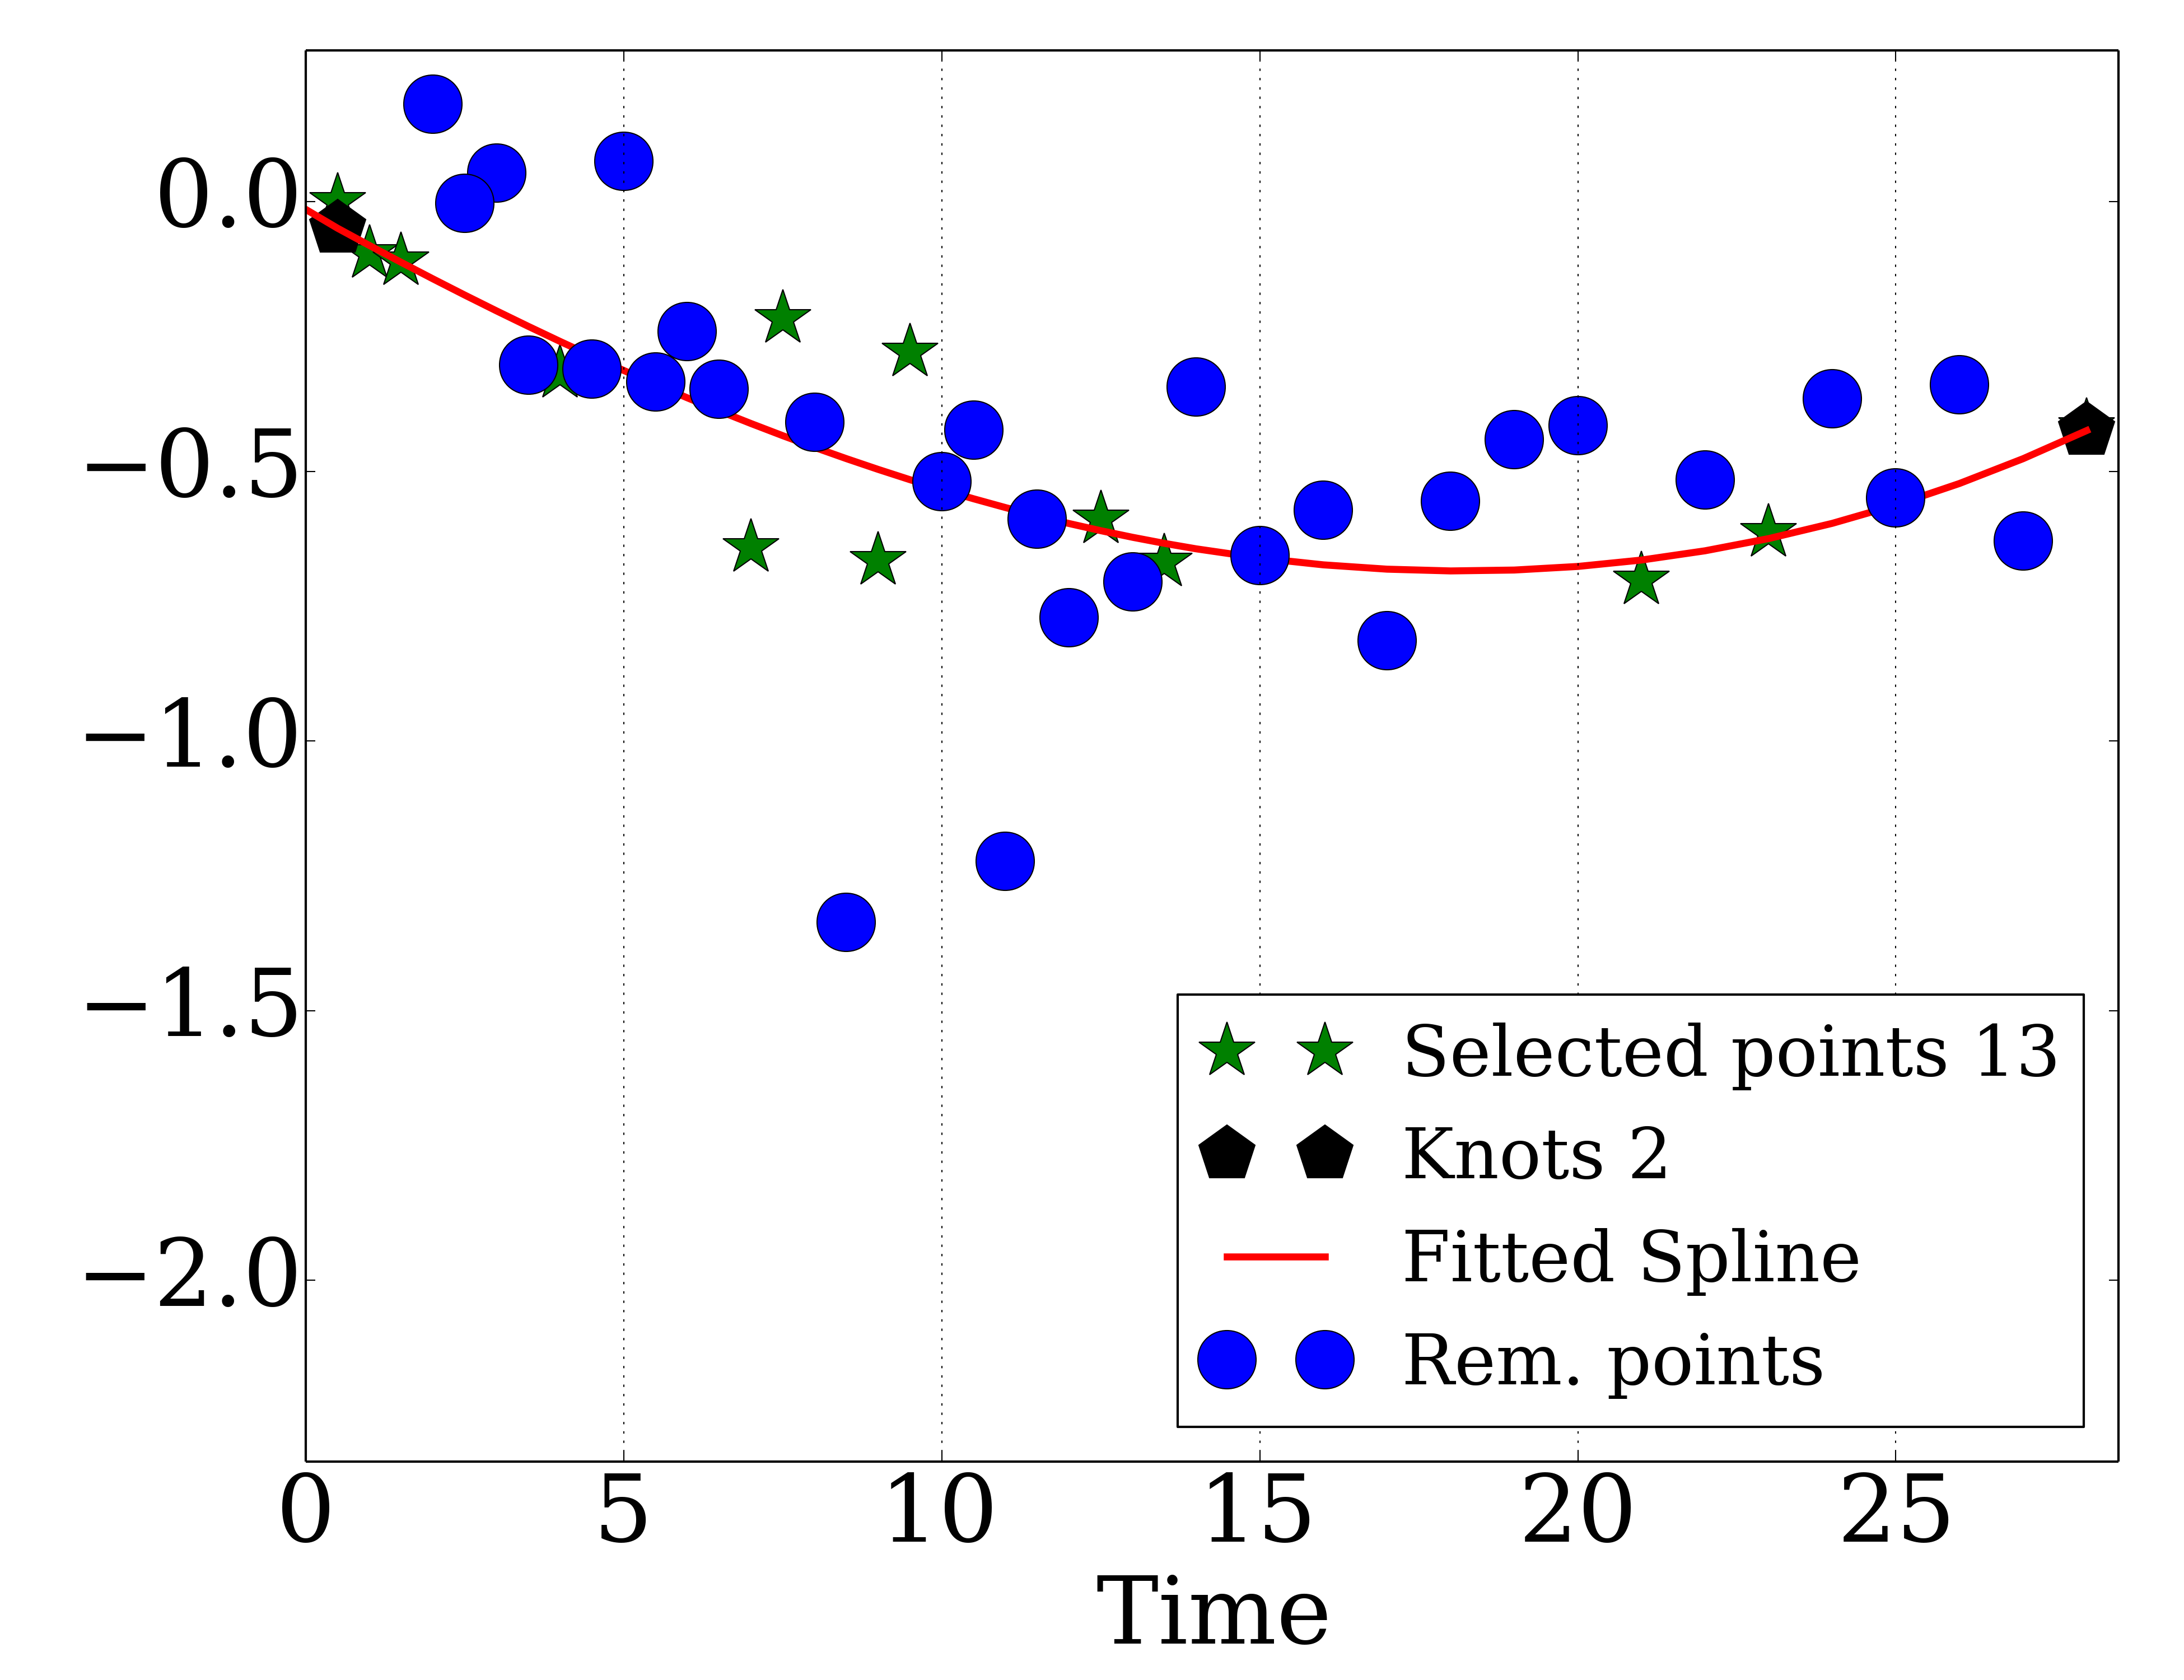 0.0
−0.5
−1.0
−1.5
−2.0
0 5 10 15 20 25
Time
Selected points 13
Knots 2
Fitted Spline
Rem. points